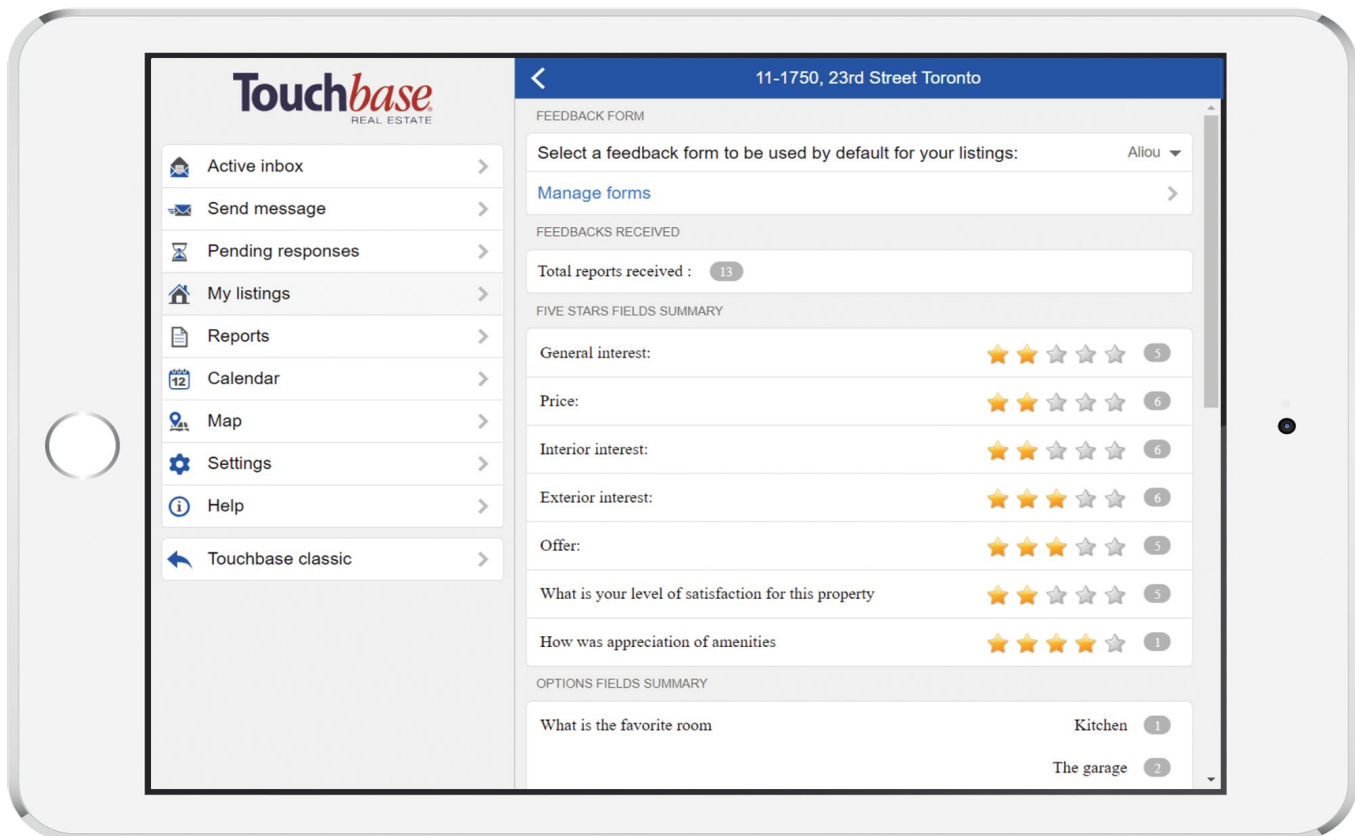 Touchbase
REAL ESTATE
Active inbox
Send message
Pending responses
My listings
Reports
12
Calendar
Map
Settings
Help
Touchbase classic
11-1750, 23rd Street Toronto
FEEDBACK FORM
Select a feedback form to be used by default for your listings: Aliou
Manage forms
FEEDBACKS RECEIVED
Total reports received : 13
FIVE STARS FIELDS SUMMARY
General interest: 5
Price: 6
Interior interest: 6
Exterior interest: 6
Offer: 5
What is your level of satisfaction for this property 5
How was appreciation of amenities 1
OPTIONS FIELDS SUMMARY
What is the favorite room Kitchen 1
The garage 2